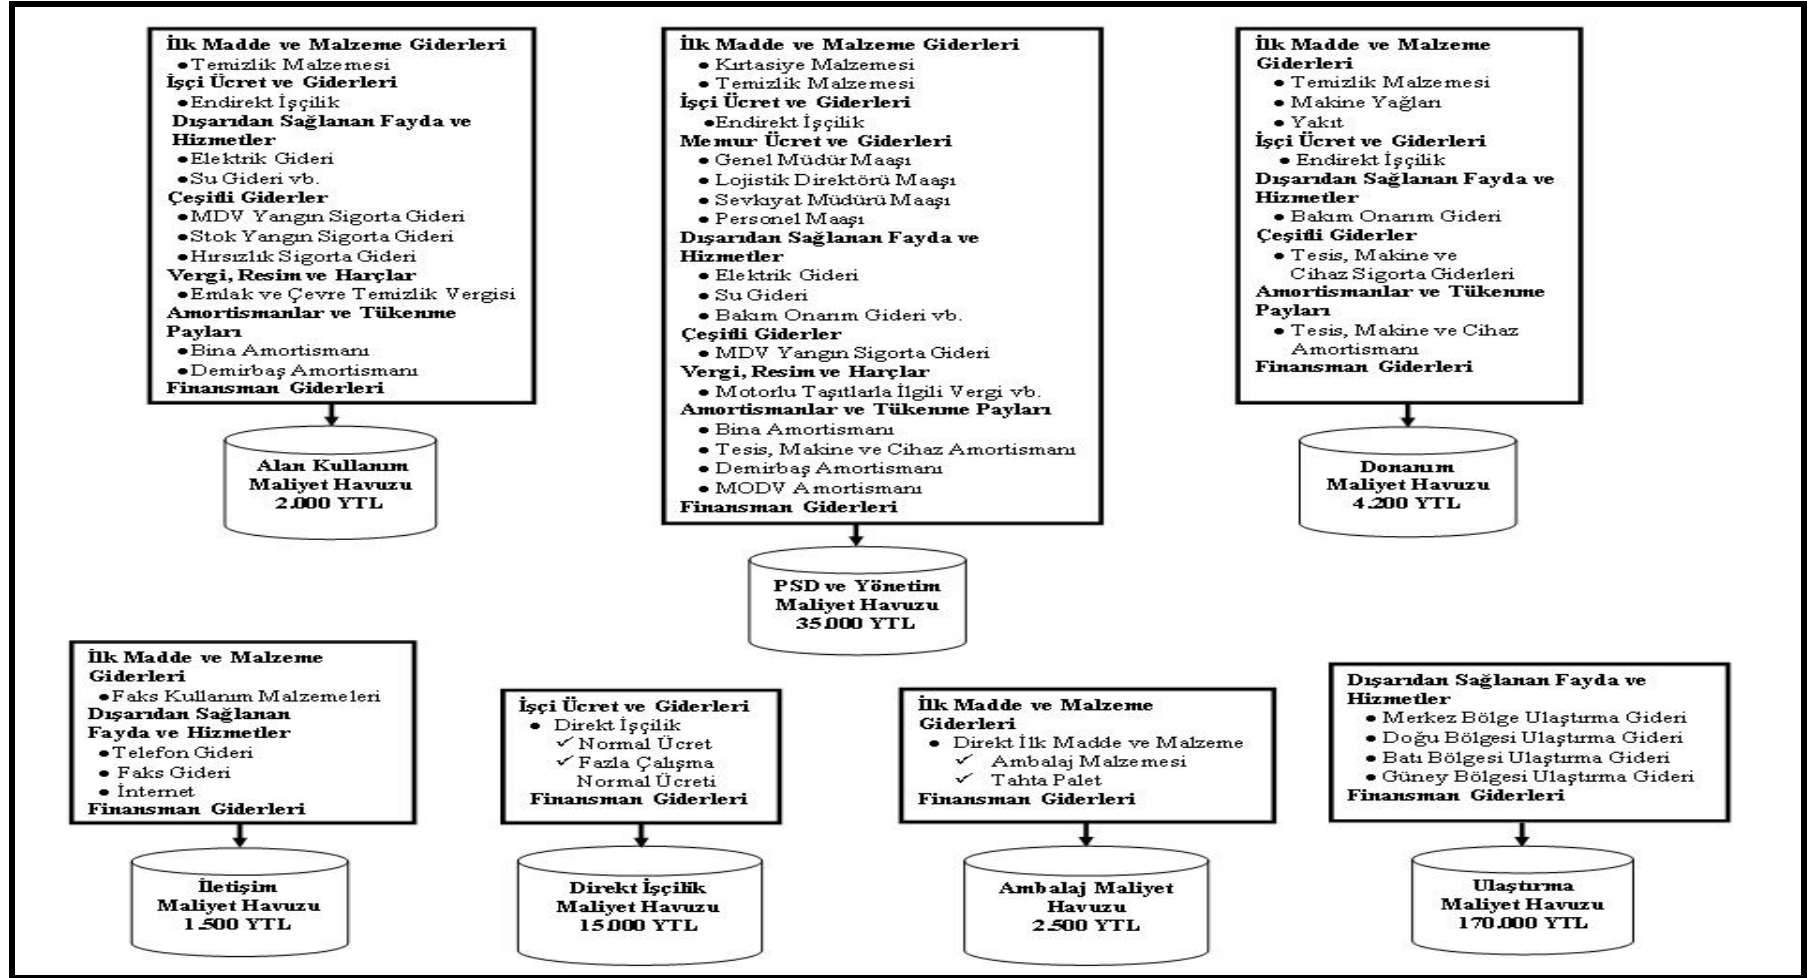 İlk Madde ve Malzeme Giderleri
●Temizlik Malzemesi
İşçi Ücret ve Giderleri
●Endirekt İşçilik
Dışarıdan Sağlanan Fayda ve
Hizmetler
●Elektrik Gideri
●Su Gideri vb.
Çeşitli Giderler
●MDV Yangın Sigorta Gideri
●Stok Yangın Sigorta Gideri
●Hırsızlık Sigorta Gideri
Vergi, Resim ve Harçlar
●Emlak ve Çevre Temizlik Vergisi
Amortismanlar ve Tükenme
Payları
●Bina Amortismanı
●Demirbaş Amortismanı
Finansman Giderleri
Alan Kullanım
Maliyet Havuzu
2.000 YTL
İlk Madde ve Malzeme Giderleri
● Kırtasiye Malzemesi
● Temizlik Malzemesi
İşçi Ücret ve Giderleri
●Endirekt İşçilik
Memur Ücret ve Giderleri
● Genel Müdür Maaşı
● Lojistik Direktörü Maaşı
● Sevkıyat Müdürü Maaşı
● Personel Maaşı
Dışarıdan Sağlanan Fayda ve
Hizmetler
● Elektrik Gideri
● Su Gideri
● Bakım Onarım Gideri vb.
Çeşitli Giderler
● MDV Yangın Sigorta Gideri
Vergi, Resim ve Harçlar
● Motorlu Taşıtlarla İlgili Vergi vb.
Amortismanlar ve Tükenme Payları
● Bina Amortismanı
● Tesis, Makine ve Cihaz Amortismanı
● Demirbaş Amortismanı
● MODV Amortismanı
Finansman Giderleri
PSD ve Yönetim
Maliyet Havuzu
35.000 YTL
İlk Madde ve Malzeme
Giderleri
● Temizlik Malzemesi
● Makine Yağları
● Yakıt
İşçi Ücret ve Giderleri
● Endirekt İşçilik
Dışarıdan Sağlanan Fayda ve
Hizmetler
● Bakım Onarım Gideri
Çeşitli Giderler
● Tesis, Makine ve
Cihaz Sigorta Giderleri
Amortismanlar ve Tükenme
Payları
● Tesis, Makine ve Cihaz
Amortismanı
Finansman Giderleri
Donanım
Maliyet Havuzu
4.200 YTL
İlk Madde ve Malzeme
Giderleri
●Faks Kullanım Malzemeleri
Dışarıdan Sağlanan
Fayda ve Hizmetler
●Telefon Gideri
● Faks Gideri
● İnternet
Finansman Giderleri
İletişim
Maliyet Havuzu
1.500 YTL
İşçi Ücret ve Giderleri
● Direkt İşçilik
✓ Normal Ücret
✓ Fazla Çalışma
Normal Ücreti
Finansman Giderleri
Direkt İşçilik
Maliyet Havuzu
15.000 YTL
İlk Madde ve Malzeme
Giderleri
● Direkt İlk Madde ve Malzeme
✓ Ambalaj Malzemesi
✓ Tahta Palet
Finansman Giderleri
Ambalaj Maliyet
Havuzu
2.500 YTL
Dışarıdan Sağlanan Fayda ve
Hizmetler
● Merkez Bölge Ulaştırma Gideri
● Doğu Bölgesi Ulaştırma Gideri
● Batı Bölgesi Ulaştırma Gideri
● Güney Bölgesi Ulaştırma Gideri
Finansman Giderleri
Ulaştırma
Maliyet Havuzu
170.000 YTL